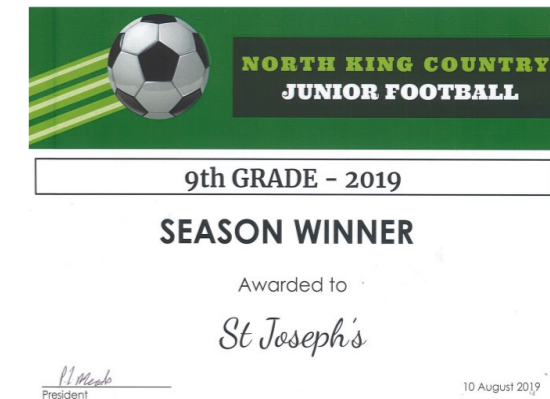 NORTH KING COUNTRY
JUNIOR FOOTBALL
9th GRADE - 2019
SEASON WINNER
Awarded to
St Joseph's
President
10 August 2019